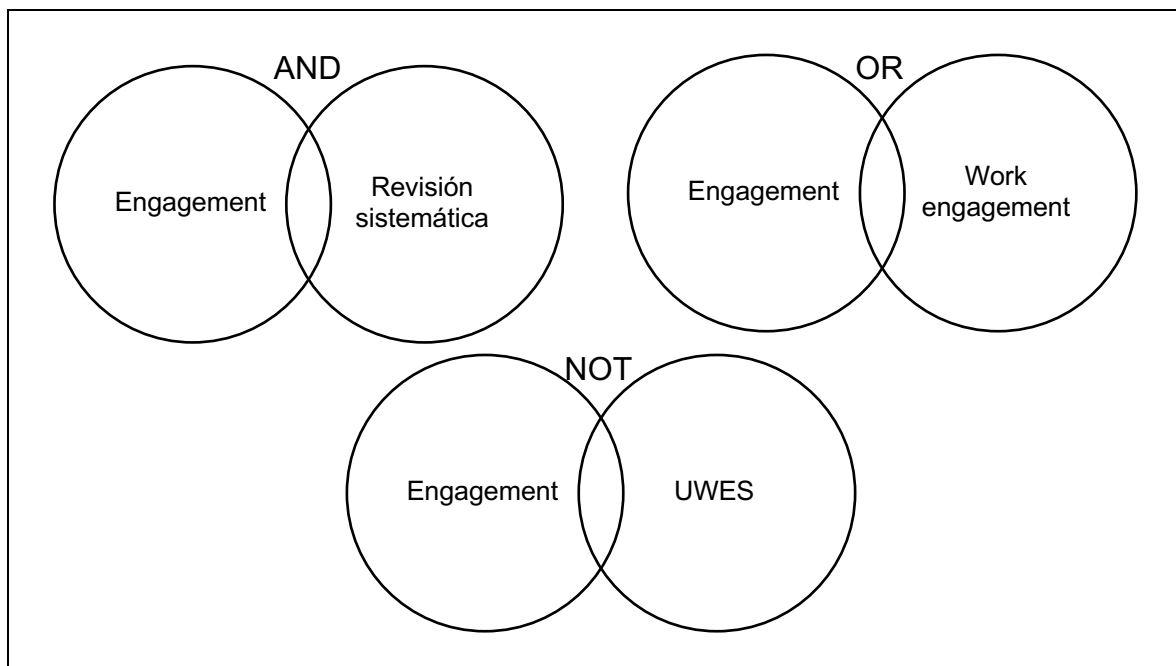 AND
Engagement
Revisión
sistemática
OR
Engagement
Work
engagement
NOT
Engagement
UWES